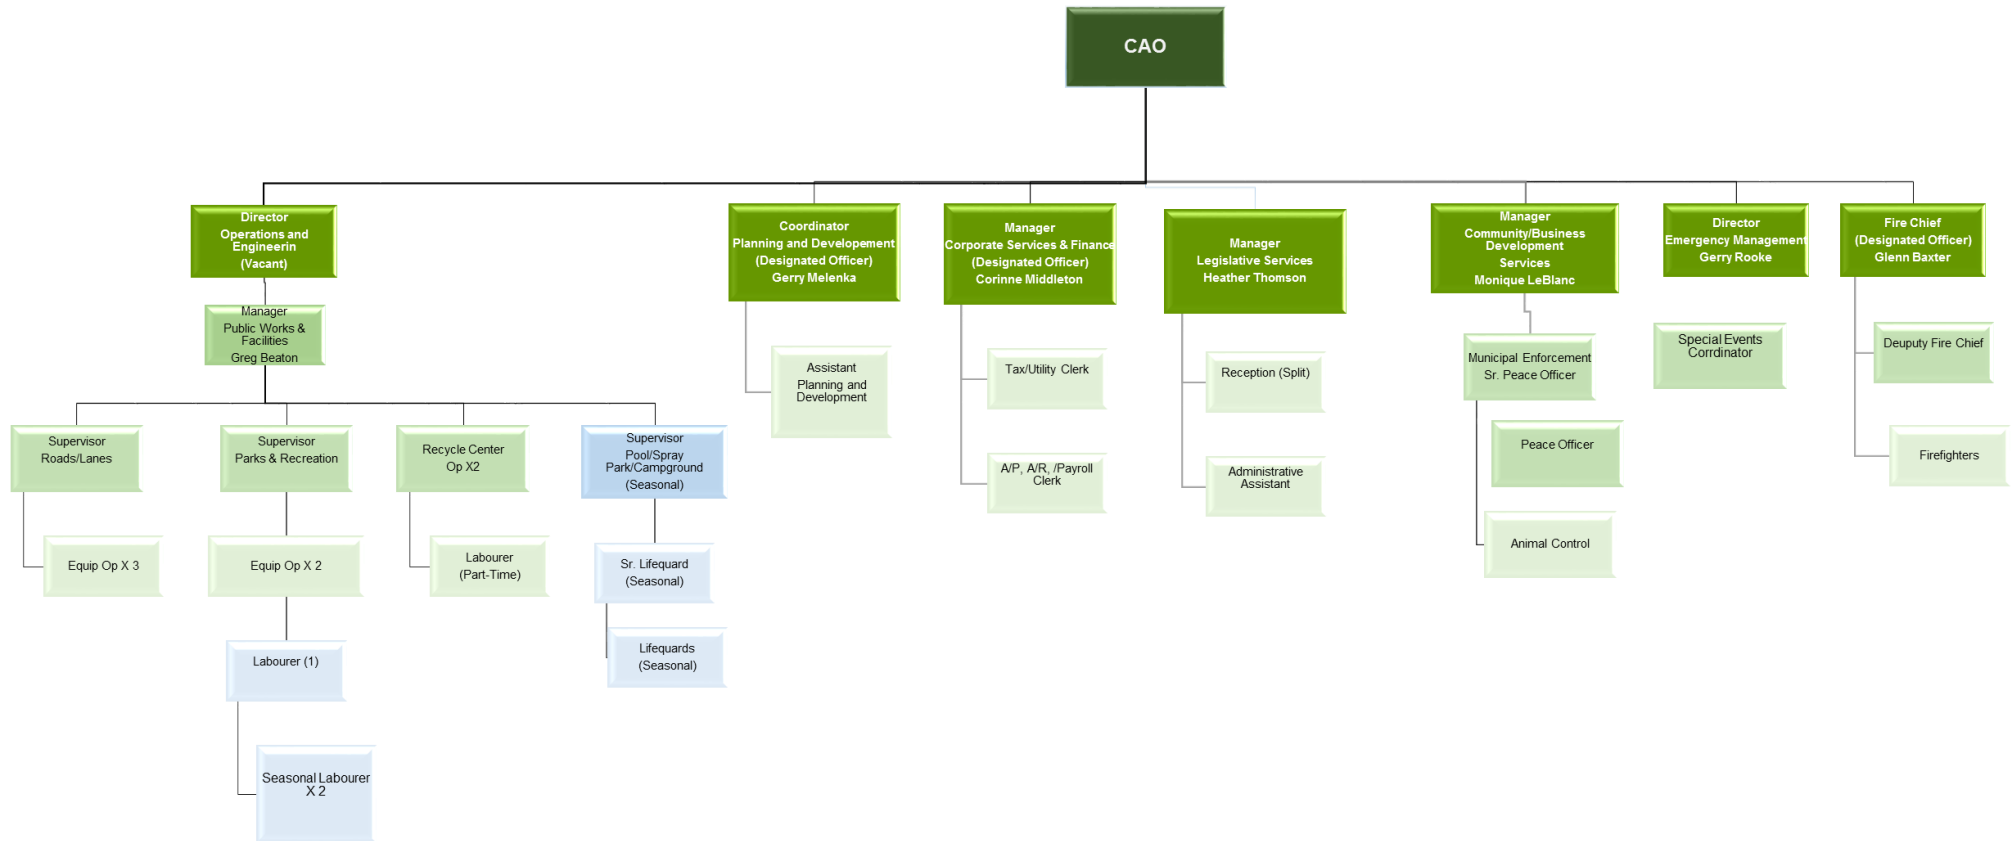 CAO
Director
Operations and
Engineerin
(Vacant)
Coordinator
Planning and Developement
(Designated Officer)
Gerry Melenka
Manager
Corporate Services & Finance
(Designated Officer)
Corinne Middleton
Manager
Legislative Services
Heather Thomson
Manager
Community/Business
Development
Services
Monique LeBlanc
Director
Emergency Management
Gerry Rooke
Fire Chief
(Designated Officer)
Glenn Baxter
Manager
Public Works &
Facilities
Greg Beaton
Assistant
Planning and
Development
Tax/Utility Clerk
A/P, A/R, /Payroll
Clerk
Reception (Split)
Administrative
Assistant
Municipal Enforcement
Sr. Peace Officer
Peace Officer
Animal Control
Special Events
Corrdinator
Deuputy Fire Chief
Firefighters
Supervisor
Roads/Lanes
Equip Op X 3
Supervisor
Parks & Recreation
Equip Op X 2
Labourer (1)
Seasonal Labourer
X 2
Recycle Center
Op X2
Labourer
(Part-Time)
Supervisor
Pool/Spray
Park/Campground
(Seasonal)
Sr. Lifequard
(Seasonal)
Lifequards
(Seasonal)